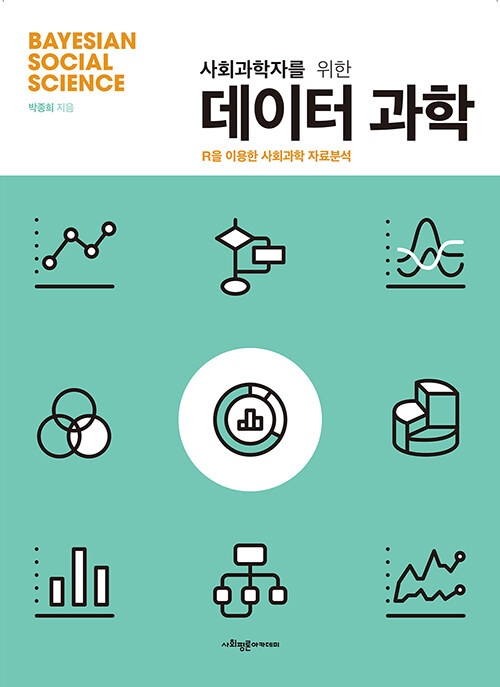 BAYESIAN
SOCIAL
SCIENCE
박종희 지음
사회과학자를 위한
데이터 과학
R을 이용한 사회과학 자료분석
사회평론아카데미